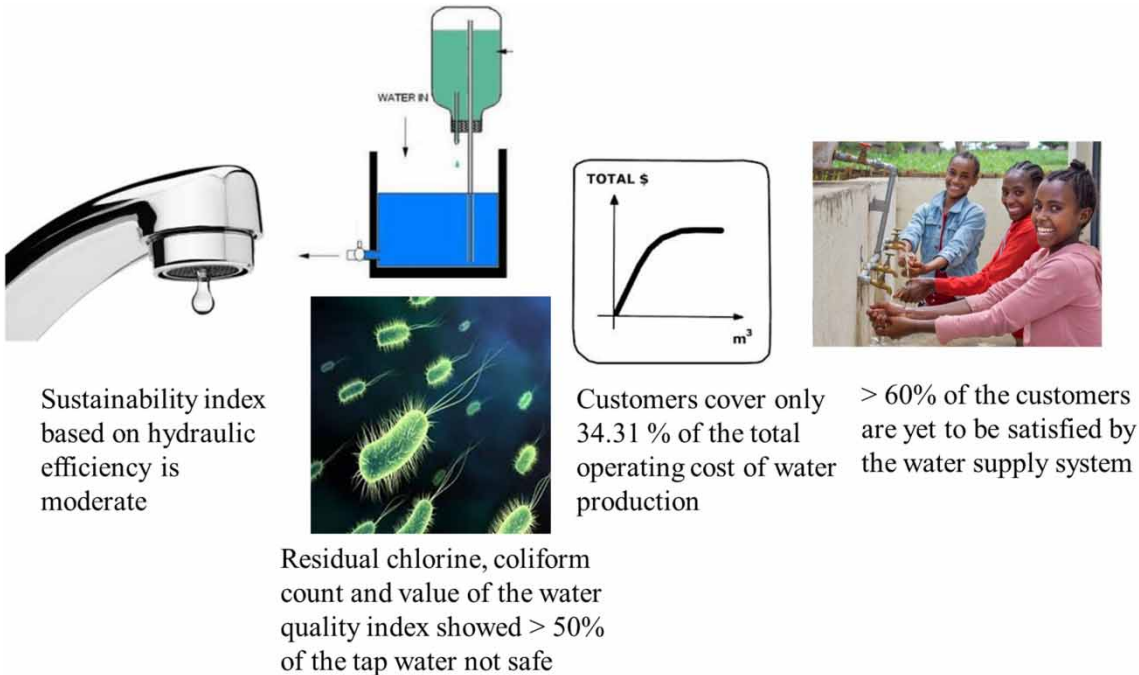 WATER IN
TOTAL $
m³
Sustainability index
based on hydraulic
efficiency is
moderate
Residual chlorine, coliform
count and value of the water
quality index showed > 50%
of the tap water not safe
Customers cover only
34.31 % of the total
operating cost of water
production
> 60% of the customers
are yet to be satisfied by
the water supply system